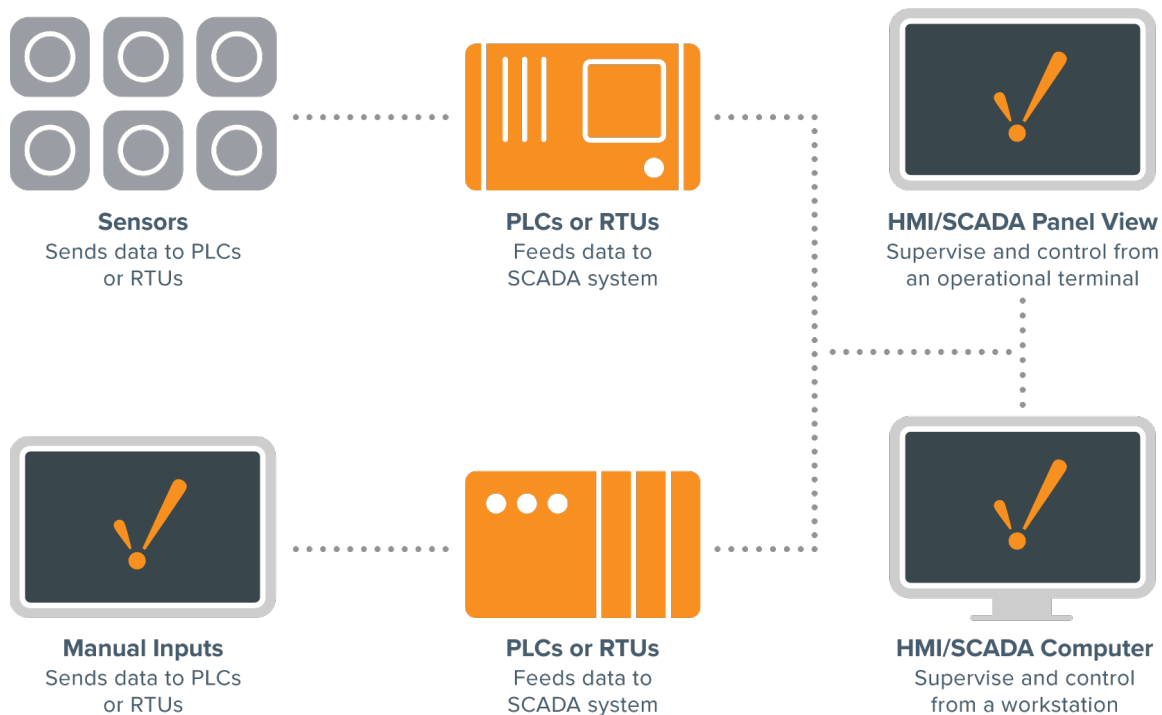 Sensors
Sends data to PLCs
or RTUs
PLCs or RTUs
Feeds data to
SCADA system
HMI/SCADA Panel View
Supervise and control from
an operational terminal
Manual Inputs
Sends data to PLCs
or RTUs
PLCs or RTUs
Feeds data to
SCADA system
HMI/SCADA Computer
Supervise and control
from a workstation